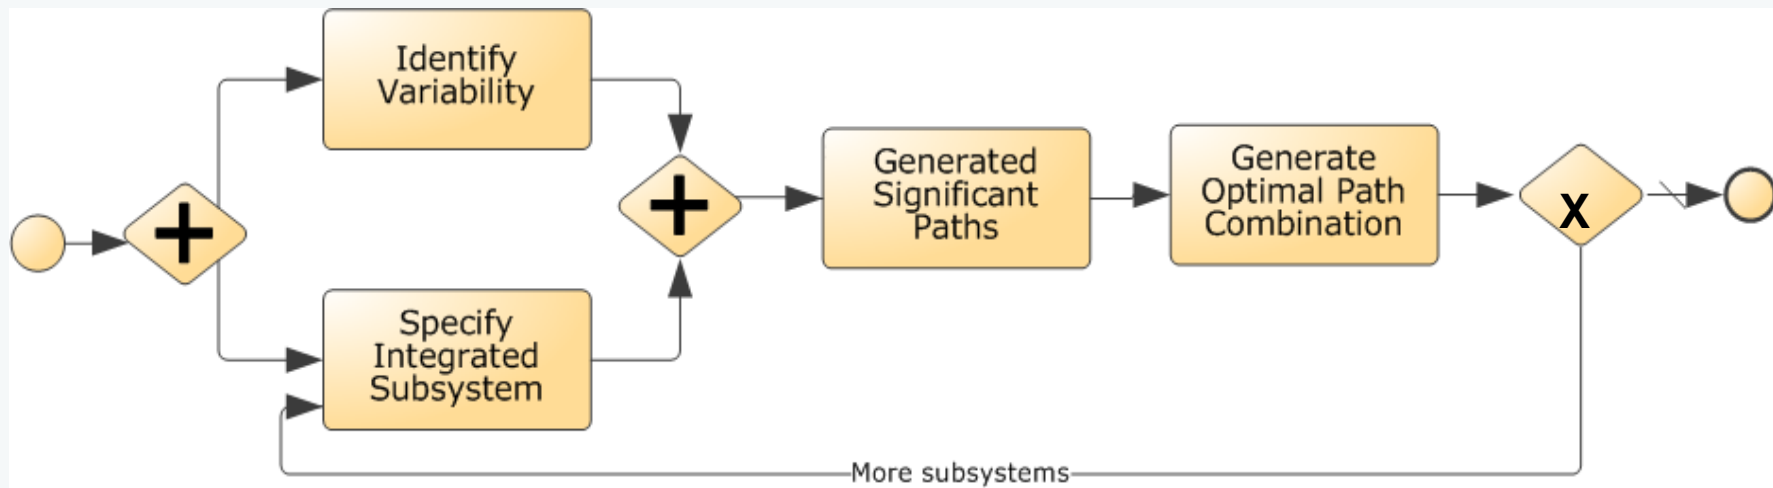 Identify
Variability
Specify
Integrated
Subsystem
Generated
Significant
Paths
Generate
Optimal Path
Combination
X
More subsystems